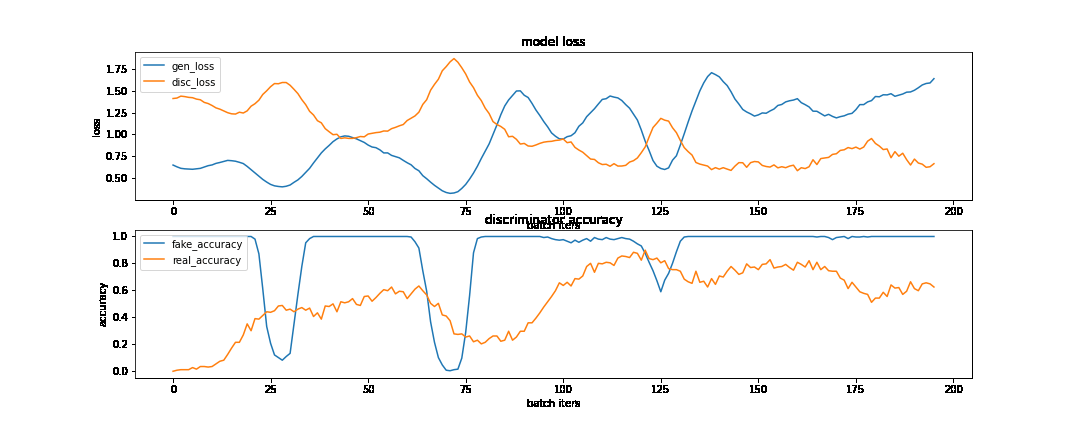 model loss
gen_loss
disc_loss
loss
1.75
1.50
1.25
1.00
0.75
0.50
0 25 50 75 100 125 150 175 200
batch iters
discriminator accuracy
fake_accuracy
real_accuracy
accuracy
1.0
0.8
0.6
0.4
0.2
0.0
0 25 50 75 100 125 150 175 200
batch iters